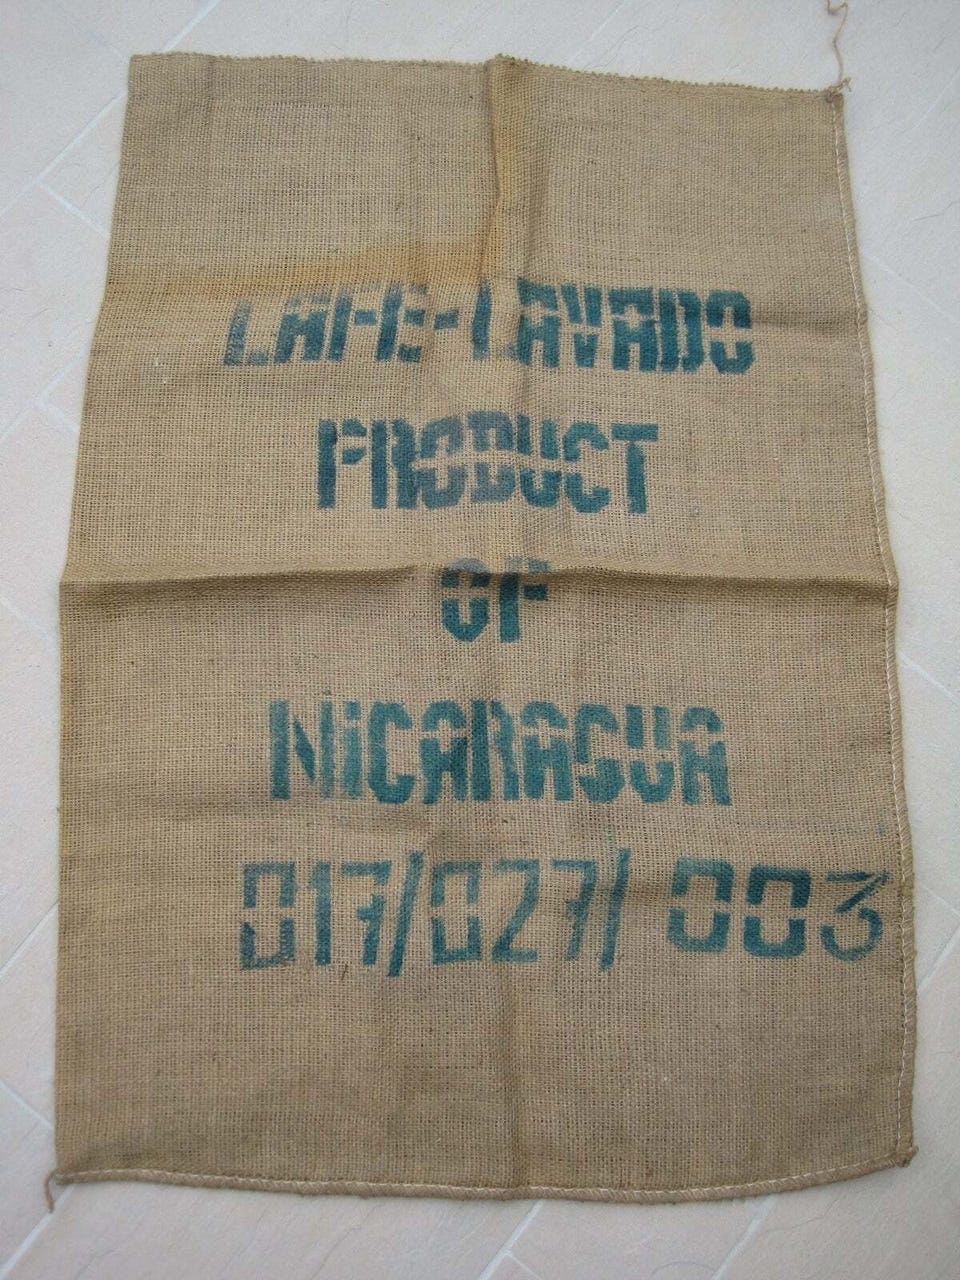 CAFE-LAVADO
PRODUCT
OF
NiCARAGUA
017/027/003